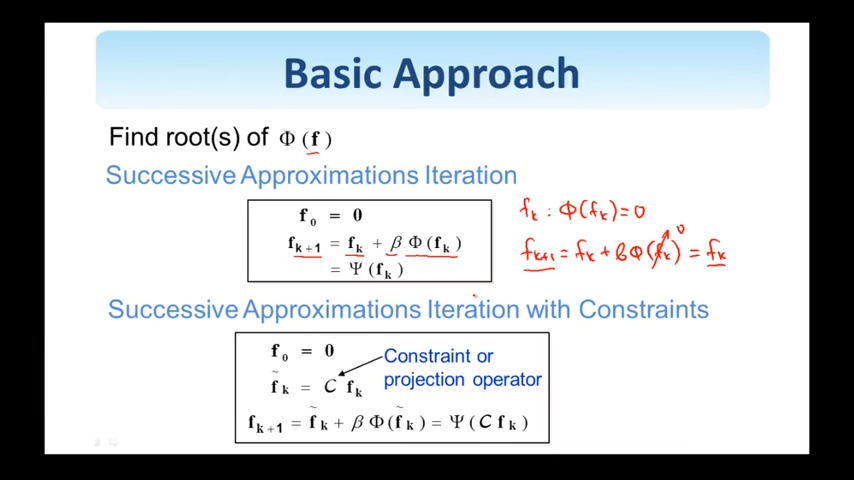 Basic Approach
Find root(s) of Φ (f)
Successive Approximations Iteration
f₀ = 0
fₖ₊₁ = fₖ + β Φ(fₖ)
= Ψ (fₖ)
fₖ : Φ(fₖ) = 0
fₖ₊₁ = fₖ + βΦ(fₖ) = fₖ
0
Successive Approximations Iteration with Constraints
f₀ = 0
f̃ₖ = C fₖ
Constraint or
projection operator
fₖ₊₁ = f̃ₖ + β Φ(f̃ₖ) = Ψ (C fₖ)